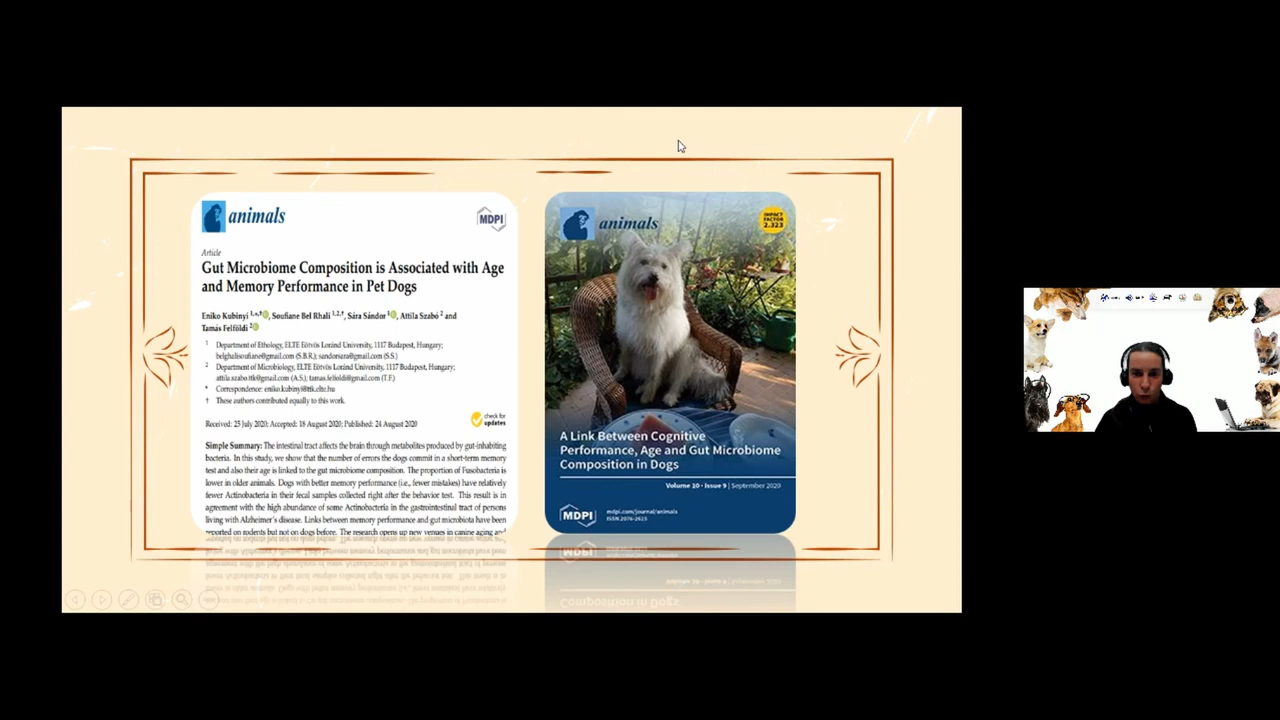 animals
MDPI
Article
Gut Microbiome Composition is Associated with Age
and Memory Performance in Pet Dogs
Eniko Kubinyi 1,*,†, Soufiane Bel Rhali 1,2,†, Sára Sándor 1, Attila Szabó 2 and
Tamás Felföldi 2
1 Department of Ethology, ELTE Eötvös Loránd University, 1117 Budapest, Hungary;
belghalisoufiane@gmail.com (S.B.R.); sandorsara@gmail.com (S.S.)
2 Department of Microbiology, ELTE Eötvös Loránd University, 1117 Budapest, Hungary;
attila.szabo.ttk@gmail.com (A.S.); tamas.felfoldi@gmail.com (T.F.)
* Correspondence: eniko.kubinyi@ttk.elte.hu
† These authors contributed equally to this work.
check for
updates
Received: 25 July 2020; Accepted: 18 August 2020; Published: 24 August 2020
Simple Summary: The intestinal tract affects the brain through metabolites produced by gut-inhabiting
bacteria. In this study, we show that the number of errors the dogs commit in a short-term memory
test and also their age is linked to the gut microbiome composition. The proportion of Fusobacteria is
lower in older animals. Dogs with better memory performance (i.e., fewer mistakes) have relatively
fewer Actinobacteria in their fecal samples collected right after the behavior test. This result is in
agreement with the high abundance of some Actinobacteria in the gastrointestinal tract of persons
living with Alzheimer's disease. Links between memory performance and gut microbiota have been
reported on rodents but not on dogs before. The research opens up new venues in canine aging and
animals
IMPACT
FACTOR
2.323
A Link Between Cognitive
Performance, Age and Gut Microbiome
Composition in Dogs
Volume 10 · Issue 9 | September 2020
MDPI
mdpi.com/journal/animals
ISSN 2076-2615